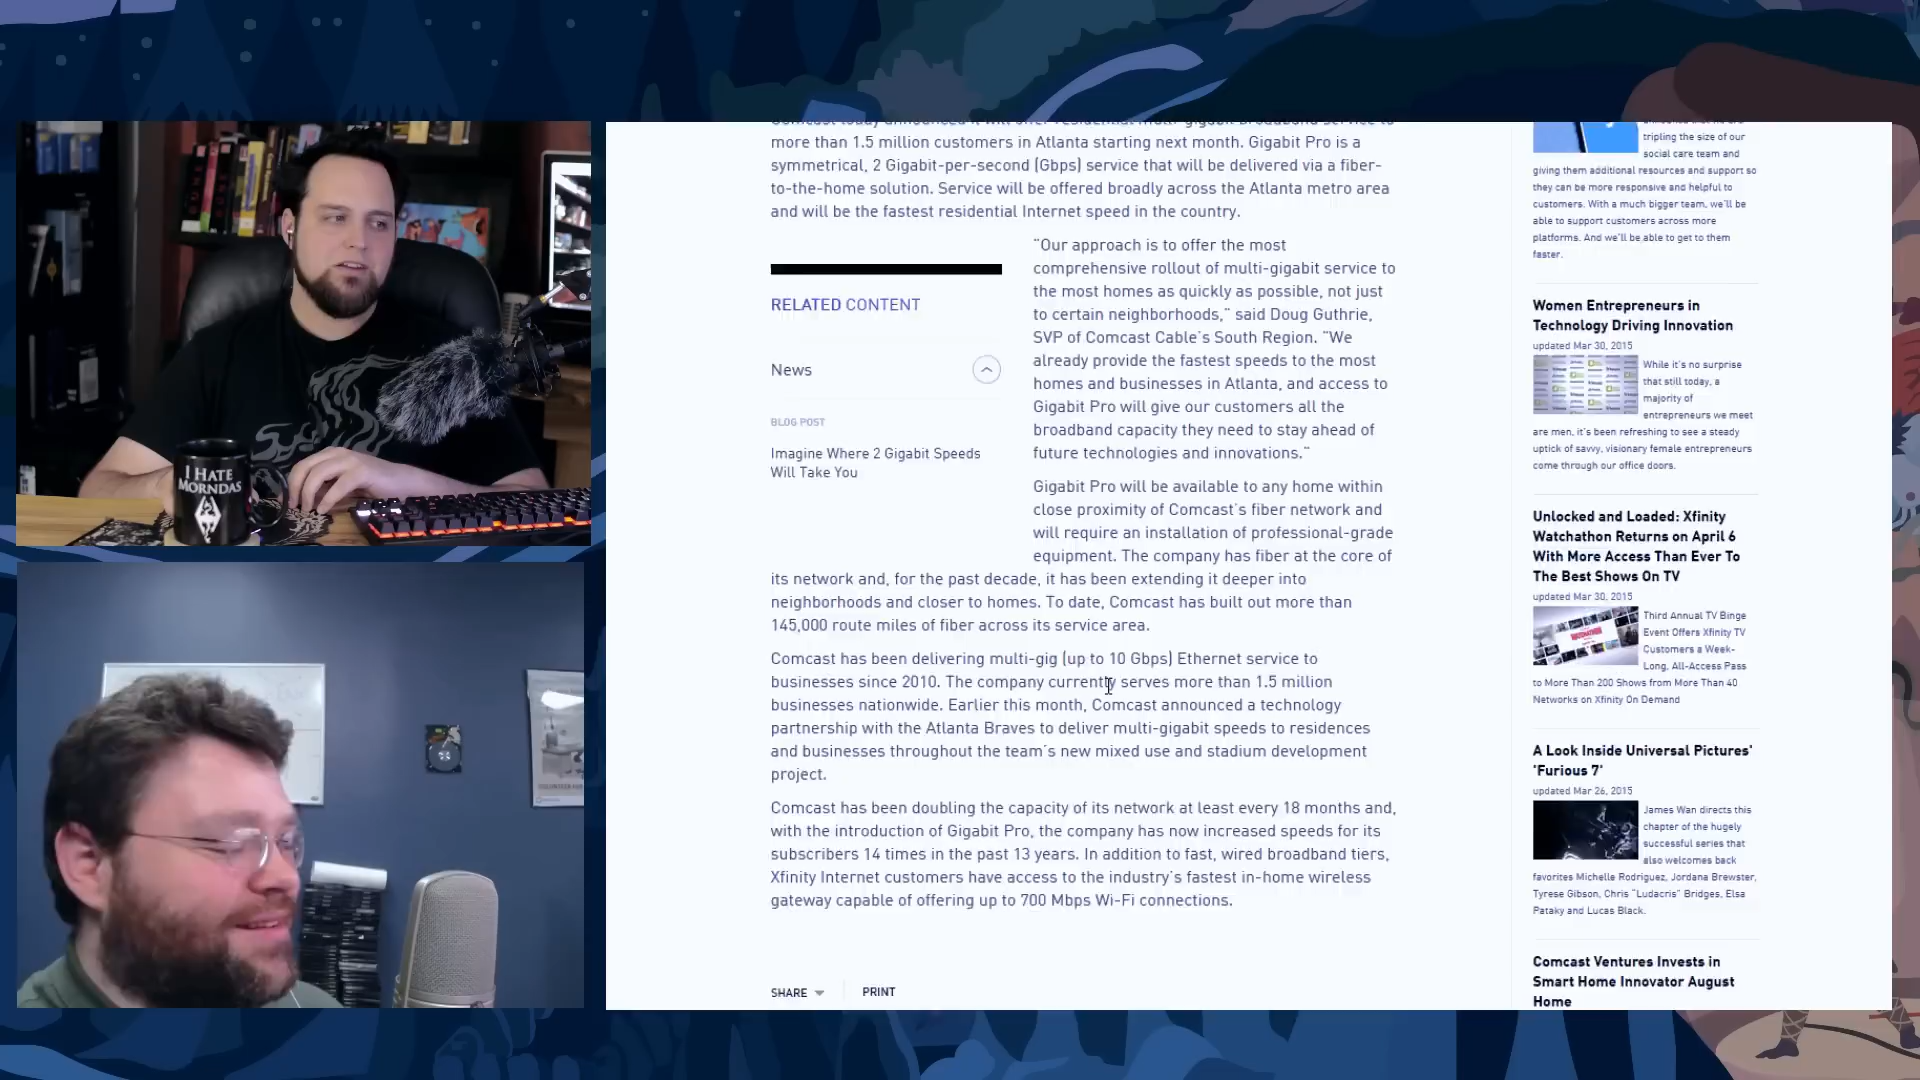 more than 1.5 million customers in Atlanta starting next month. Gigabit Pro is a
symmetrical, 2 Gigabit-per-second (Gbps) service that will be delivered via a fiber-
to-the-home solution. Service will be offered broadly across the Atlanta metro area
and will be the fastest residential Internet speed in the country.
"Our approach is to offer the most
comprehensive rollout of multi-gigabit service to
the most homes as quickly as possible, not just
to certain neighborhoods," said Doug Guthrie,
SVP of Comcast Cable's South Region. "We
already provide the fastest speeds to the most
homes and businesses in Atlanta, and access to
Gigabit Pro will give our customers all the
broadband capacity they need to stay ahead of
future technologies and innovations."
RELATED CONTENT
News
BLOG POST
Imagine Where 2 Gigabit Speeds
Will Take You
Gigabit Pro will be available to any home within
close proximity of Comcast's fiber network and
will require an installation of professional-grade
equipment. The company has fiber at the core of
its network and, for the past decade, it has been extending it deeper into
neighborhoods and closer to homes. To date, Comcast has built out more than
145,000 route miles of fiber across its service area.
Comcast has been delivering multi-gig (up to 10 Gbps) Ethernet service to
businesses since 2010. The company currently serves more than 1.5 million
businesses nationwide. Earlier this month, Comcast announced a technology
partnership with the Atlanta Braves to deliver multi-gigabit speeds to residences
and businesses throughout the team's new mixed use and stadium development
project.
Comcast has been doubling the capacity of its network at least every 18 months and,
with the introduction of Gigabit Pro, the company has now increased speeds for its
subscribers 14 times in the past 13 years. In addition to fast, wired broadband tiers,
Xfinity Internet customers have access to the industry's fastest in-home wireless
gateway capable of offering up to 700 Mbps Wi-Fi connections.
SHARE
PRINT
tripling the size of our
social care team and
giving them additional resources and support so
they can be more responsive and helpful to
customers. With a much bigger team, we'll be
able to support customers across more
platforms. And we'll be able to get to them
faster.
Women Entrepreneurs in
Technology Driving Innovation
updated Mar 30, 2015
While it's no surprise
that still today, a
majority of
entrepreneurs we meet
are men, it's been refreshing to see a steady
uptick of savvy, visionary female entrepreneurs
come through our office doors.
Unlocked and Loaded: Xfinity
Watchathon Returns on April 6
With More Access Than Ever To
The Best Shows On TV
updated Mar 30, 2015
Third Annual TV Binge
Event Offers Xfinity TV
Customers a Week-
Long, All-Access Pass
to More Than 200 Shows from More Than 40
Networks on Xfinity On Demand
A Look Inside Universal Pictures'
'Furious 7'
updated Mar 26, 2015
James Wan directs this
chapter of the hugely
successful series that
also welcomes back
favorites Michelle Rodriguez, Jordana Brewster,
Tyrese Gibson, Chris "Ludacris" Bridges, Elsa
Pataky and Lucas Black.
Comcast Ventures Invests in
Smart Home Innovator August
Home
I HATE
MORNDAS